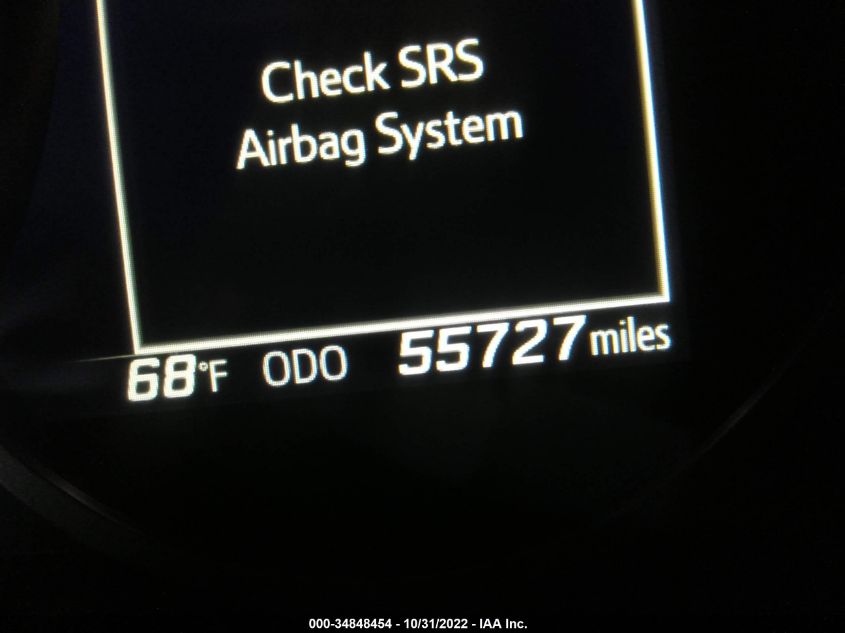 Check SRS
Airbag System
68°F ODO 55727 miles
000-34848454 - 10/31/2022 - IAA Inc.